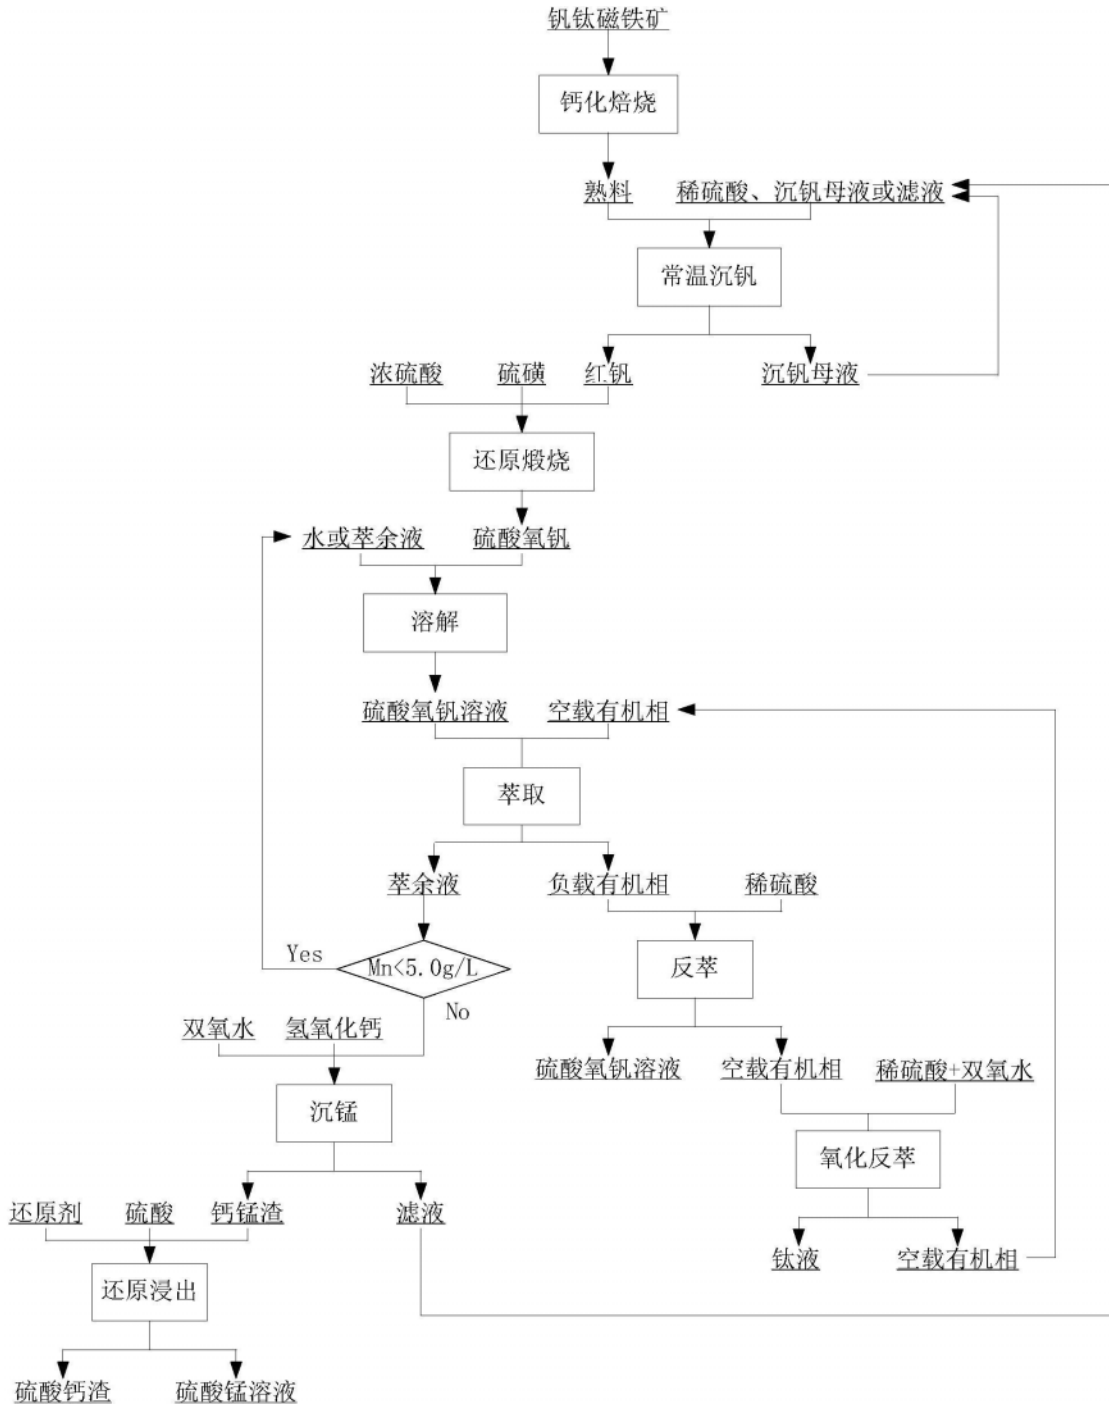 钒钛磁铁矿
钙化焙烧
熟料
稀硫酸、沉钒母液或滤液
常温沉钒
浓硫酸
硫磺
红钒
沉钒母液
还原煅烧
水或萃余液
硫酸氧钒
溶解
硫酸氧钒溶液
空载有机相
萃取
萃余液
负载有机相
稀硫酸
Yes
Mn<5.0g/L
反萃
No
双氧水
氢氧化钙
硫酸氧钒溶液
空载有机相
稀硫酸+双氧水
沉锰
氧化反萃
还原剂
硫酸
钙锰渣
滤液
钛液
空载有机相
还原浸出
硫酸钙渣
硫酸锰溶液